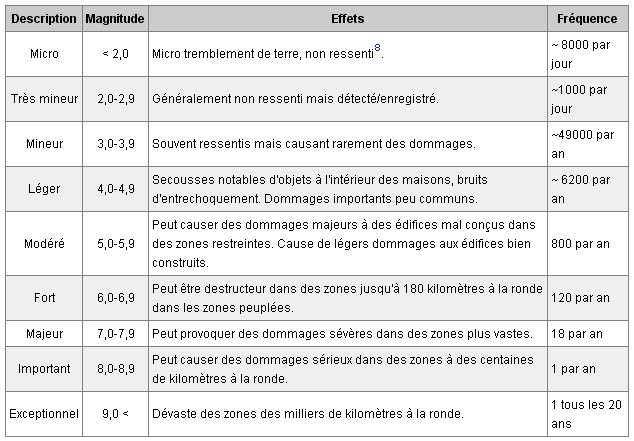 Description Magnitude Effets Fréquence
Micro < 2,0 Micro tremblement de terre, non ressenti8. ~ 8000 par
jour
Très mineur 2,0-2,9 Généralement non ressenti mais détecté/enregistré. ~1000 par
jour
Mineur 3,0-3,9 Souvent ressentis mais causant rarement des dommages. ~49000 par
an
Léger 4,0-4,9 Secousses notables d'objets à l'intérieur des maisons, bruits
d'entrechoquement. Dommages importants peu communs. ~ 6200 par
an
Modéré 5,0-5,9 Peut causer des dommages majeurs à des édifices mal conçus dans
des zones restreintes. Cause de légers dommages aux édifices bien
construits. 800 par an
Fort 6,0-6,9 Peut être destructeur dans des zones jusqu'à 180 kilomètres à la ronde
dans les zones peuplées. 120 par an
Majeur 7,0-7,9 Peut provoquer des dommages sévères dans des zones plus vastes. 18 par an
Important 8,0-8,9 Peut causer des dommages sérieux dans des zones à des centaines
de kilomètres à la ronde. 1 par an
Exceptionnel 9,0 < Dévaste des zones des milliers de kilomètres à la ronde. 1 tous les 20
ans